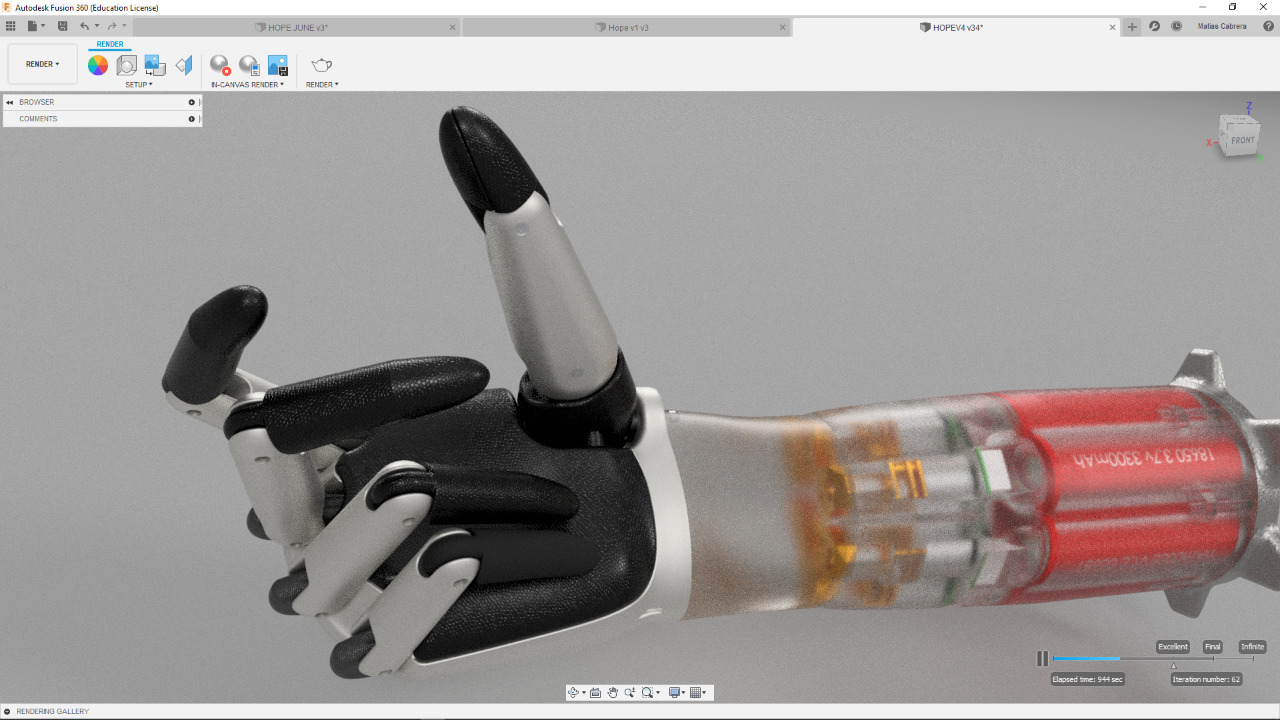 Autodesk Fusion 360 (Education License)
HOPE JUNE v3*
Hope v1 v3
HOPEV4 v34*
Matias Cabrera
RENDER
RENDER
SETUP
IN-CANVAS RENDER
RENDER
BROWSER
COMMENTS
Z
X
FRONT
18650 3.7v 3300mAh
Excellent
Final
Infinite
Elapsed time: 944 sec
Iteration number: 62
RENDERING GALLERY